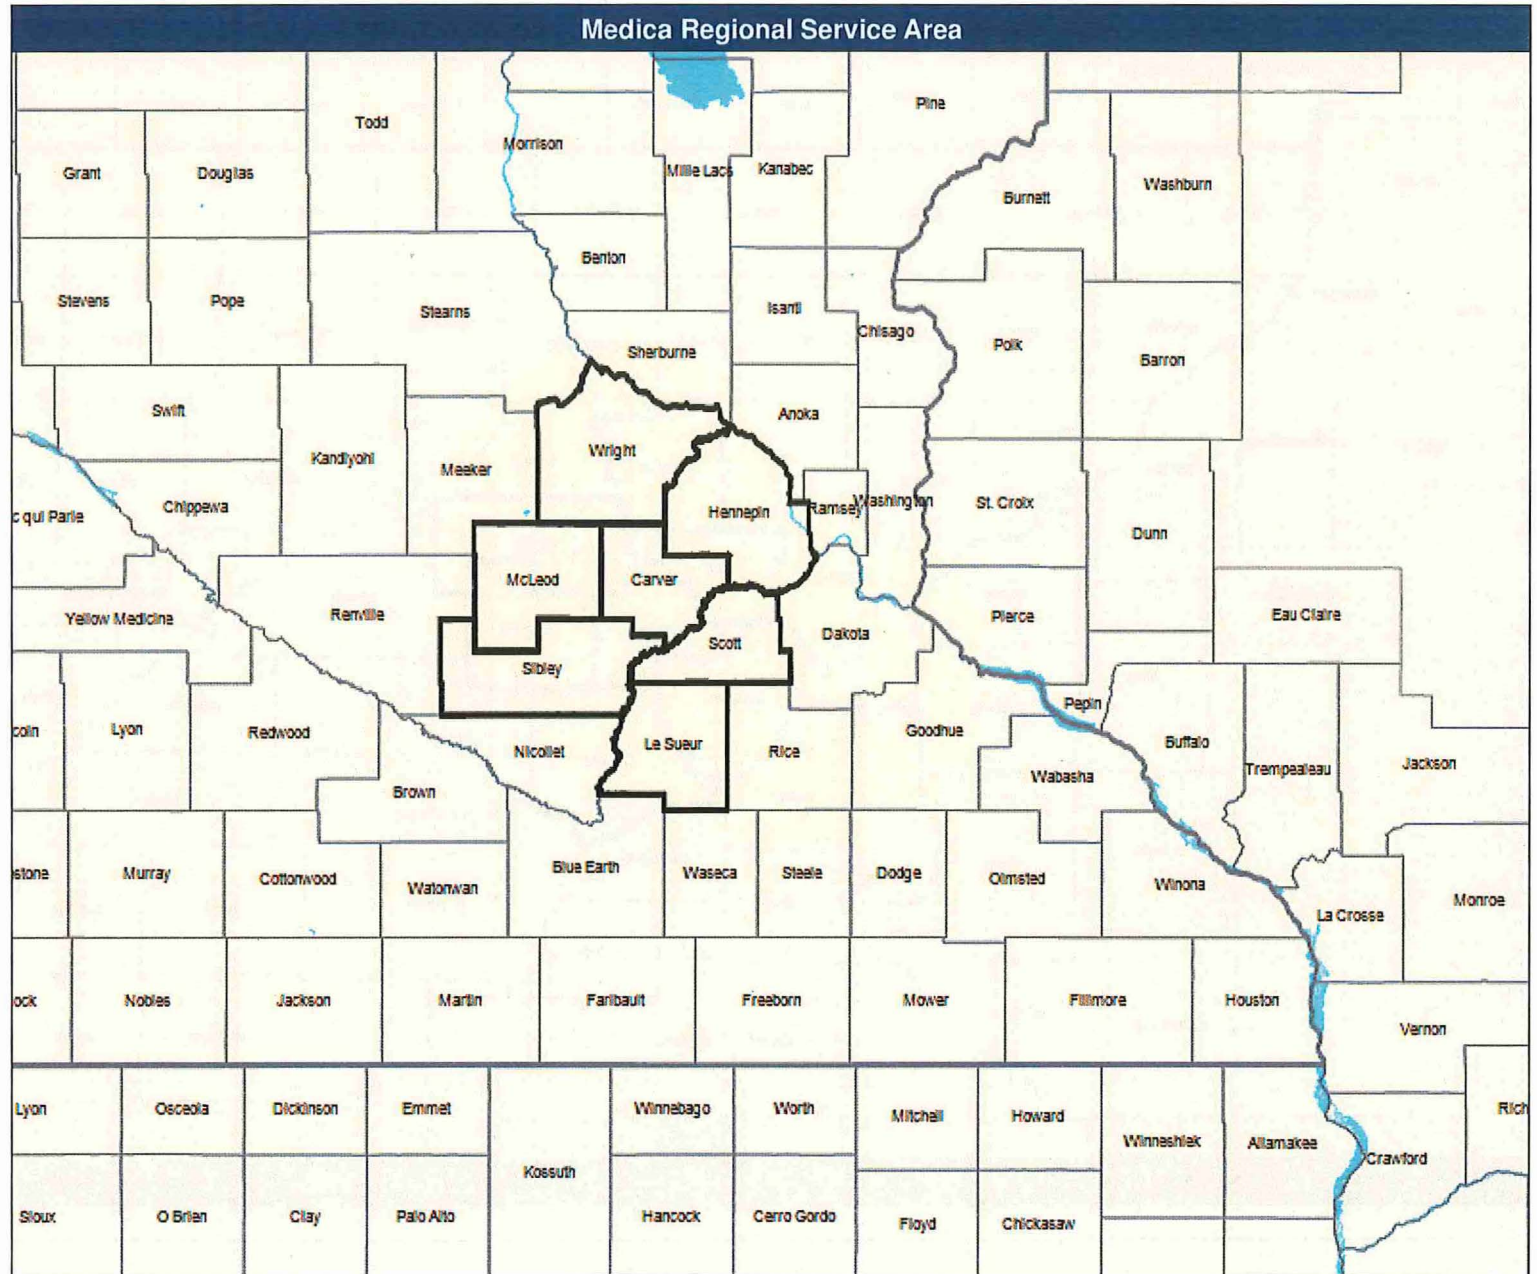 Medica Regional Service Area
Pine
Todd
Morrison
Mille Lacs
Kanabec
Grant
Douglas
Burnett
Washburn
Benton
Stevens
Pope
Stearns
Isanti
Chisago
Sherburne
Polk
Barron
Swift
Anoka
Kandiyohi
Meeker
Wright
c qui Parle
Chippewa
Hennepin
Ramsey
Washington
St. Croix
Dunn
McLeod
Carver
Yellow Medicine
Renville
Scott
Dakota
Pierce
Eau Claire
Sibley
coln
Lyon
Redwood
Nicollet
Le Sueur
Rice
Goodhue
Pepin
Buffalo
Trempealeau
Jackson
Brown
Wabasha
stone
Murray
Cottonwood
Watonwan
Blue Earth
Waseca
Steele
Dodge
Olmsted
Winona
La Crosse
Monroe
ock
Nobles
Jackson
Martin
Faribault
Freeborn
Mower
Fillmore
Houston
Vernon
Lyon
Osceola
Dickinson
Emmet
Winnebago
Worth
Mitchell
Howard
Rich
Winneshiek
Allamakee
Crawford
Kossuth
Sioux
O Brien
Clay
Palo Alto
Hancock
Cerro Gordo
Floyd
Chickasaw